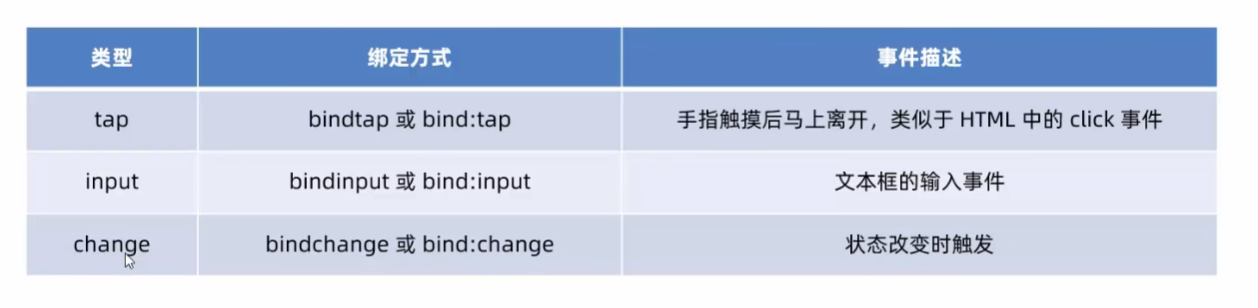 类型 绑定方式 事件描述
tap bindtap 或 bind:tap 手指触摸后马上离开，类似于 HTML 中的 click 事件
input bindinput 或 bind:input 文本框的输入事件
change bindchange 或 bind:change 状态改变时触发